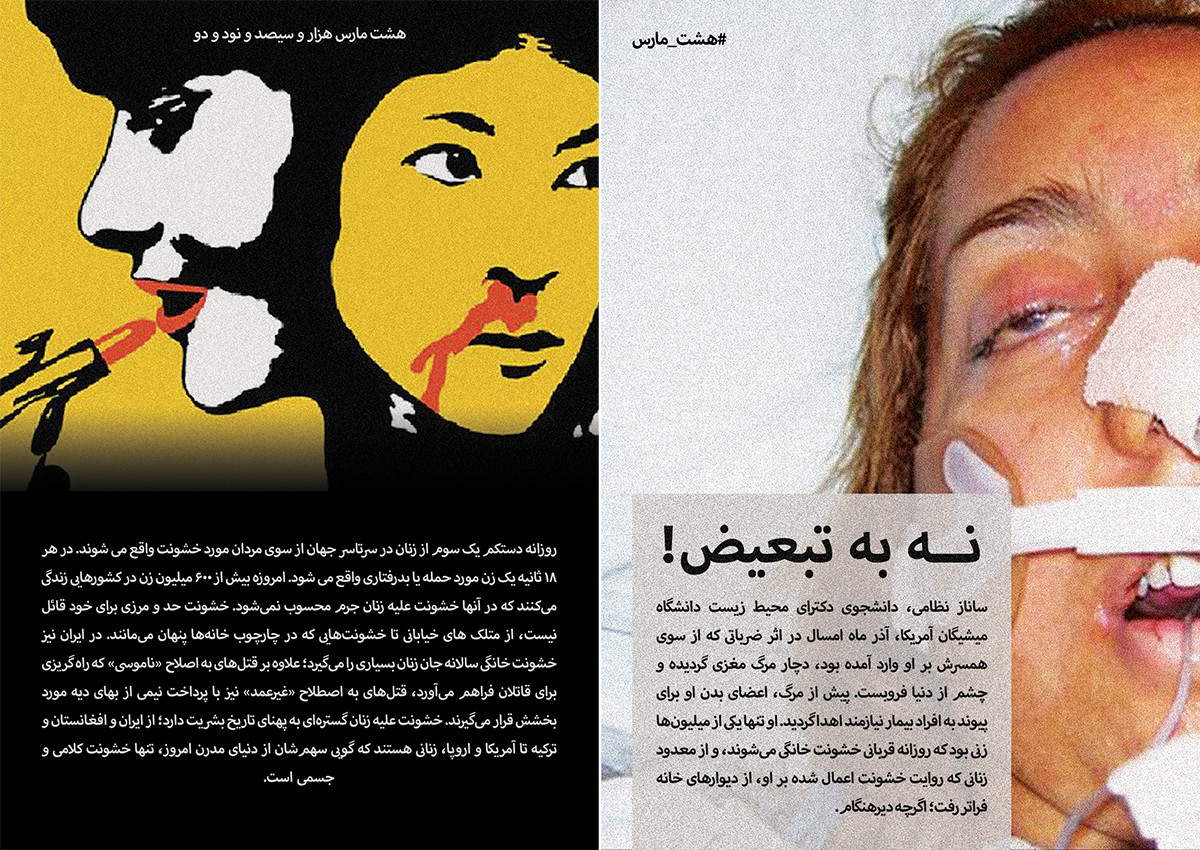 #هشت_مارس
نـه به تبعیض!
ساناز نظامی، دانشجوی دکترای محیط زیست دانشگاه
میشیگان آمریکا، آذر ماه امسال در اثر ضرباتی که از سوی
همسرش بر او وارد آمده بود، دچار مرگ مغزی گردیده و
چشم از دنیا فروبست. پیش از مرگ، اعضای بدن او برای
پیوند به افراد بیمار نیازمند اهدا گردید. او تنها یکی از میلیون‌ها
زنی بود که روزانه قربانی خشونت خانگی می‌شوند، و از معدود
زنانی که روایت خشونت اعمال شده بر او، از دیوارهای خانه
فراتر رفت؛ اگرچه دیرهنگام.
هشت مارس هزار و سیصد و نود و دو
روزانه دستکم یک سوم از زنان در سرتاسر جهان از سوی مردان مورد خشونت واقع می شوند. در هر
۱۸ ثانیه یک زن مورد حمله یا بدرفتاری واقع می شود. امروزه بیش از ۶۰۰ میلیون زن در کشورهایی زندگی
می‌کنند که در آنها خشونت علیه زنان جرم محسوب نمی‌شود. خشونت حد و مرزی برای خود قائل
نیست، از متلک های خیابانی تا خشونت‌هایی که در چارچوب خانه‌ها پنهان می‌مانند. در ایران نیز
خشونت خانگی سالانه جان زنان بسیاری را می‌گیرد؛ علاوه بر قتل‌های به اصلاح «ناموسی» که راه گریزی
برای قاتلان فراهم می‌آورد، قتل‌های به اصطلاح «غیرعمد» نیز با پرداخت نیمی از بهای دیه مورد
بخشش قرار می‌گیرند. خشونت علیه زنان گستره‌ای به پهنای تاریخ بشریت دارد؛ از ایران و افغانستان و
ترکیه تا آمریکا و اروپا، زنانی هستند که گویی سهم‌شان از دنیای مدرن امروز، تنها خشونت کلامی و
جسمی است.